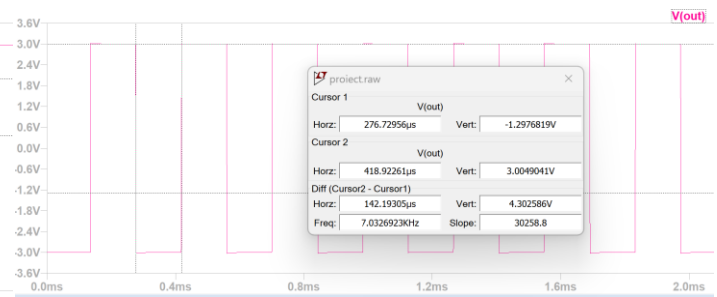 V(out)
3.6V
3.0V
2.4V
1.8V
1.2V
0.6V
0.0V
-0.6V
-1.2V
-1.8V
-2.4V
-3.0V
-3.6V
0.0ms 0.4ms 0.8ms 1.2ms 1.6ms 2.0ms
proiect.raw
Cursor 1
V(out)
Horz: 276.72956µs Vert: -1.2976819V
Cursor 2
V(out)
Horz: 418.92261µs Vert: 3.0049041V
Diff (Cursor2 - Cursor1)
Horz: 142.19305µs Vert: 4.302586V
Freq: 7.0326923KHz Slope: 30258.8